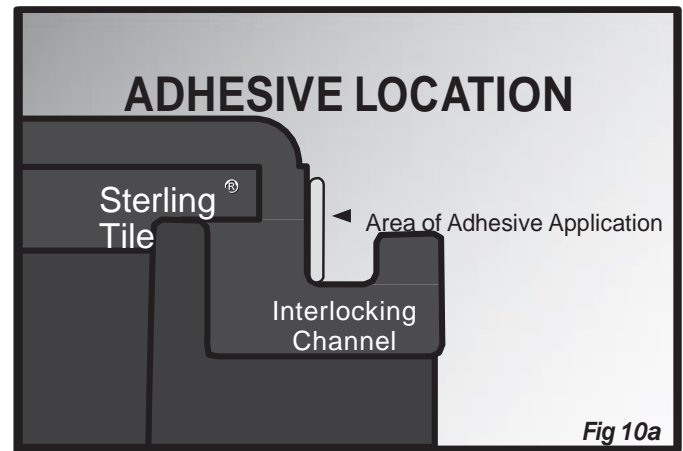 ADHESIVE LOCATION
Sterling ®
Tile
Area of Adhesive Application
Interlocking
Channel
Fig 10a